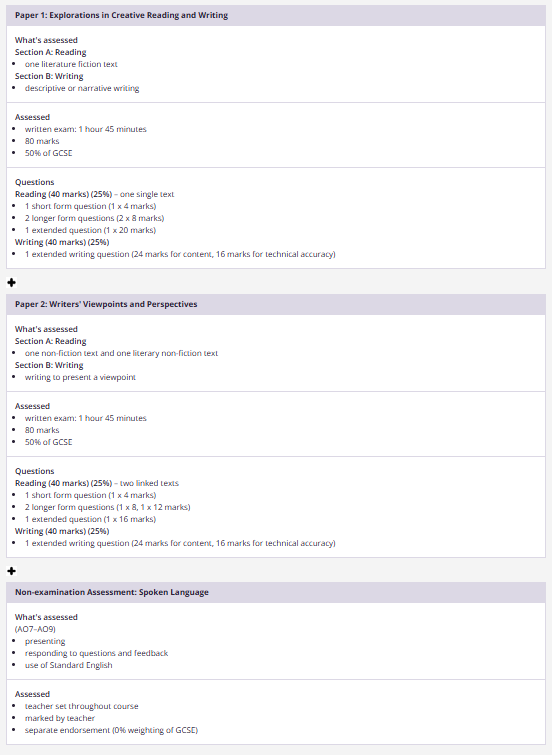 Paper 1: Explorations in Creative Reading and Writing
What's assessed
Section A: Reading
• one literature fiction text
Section B: Writing
• descriptive or narrative writing
Assessed
• written exam: 1 hour 45 minutes
• 80 marks
• 50% of GCSE
Questions
Reading (40 marks) (25%) – one single text
• 1 short form question (1 x 4 marks)
• 2 longer form questions (2 x 8 marks)
• 1 extended question (1 x 20 marks)
Writing (40 marks) (25%)
• 1 extended writing question (24 marks for content, 16 marks for technical accuracy)
+
Paper 2: Writers' Viewpoints and Perspectives
What's assessed
Section A: Reading
• one non-fiction text and one literary non-fiction text
Section B: Writing
• writing to present a viewpoint
Assessed
• written exam: 1 hour 45 minutes
• 80 marks
• 50% of GCSE
Questions
Reading (40 marks) (25%) – two linked texts
• 1 short form question (1 x 4 marks)
• 2 longer form questions (1 x 8, 1 x 12 marks)
• 1 extended question (1 x 16 marks)
Writing (40 marks) (25%)
• 1 extended writing question (24 marks for content, 16 marks for technical accuracy)
+
Non-examination Assessment: Spoken Language
What's assessed
(AO7–AO9)
• presenting
• responding to questions and feedback
• use of Standard English
Assessed
• teacher set throughout course
• marked by teacher
• separate endorsement (0% weighting of GCSE)